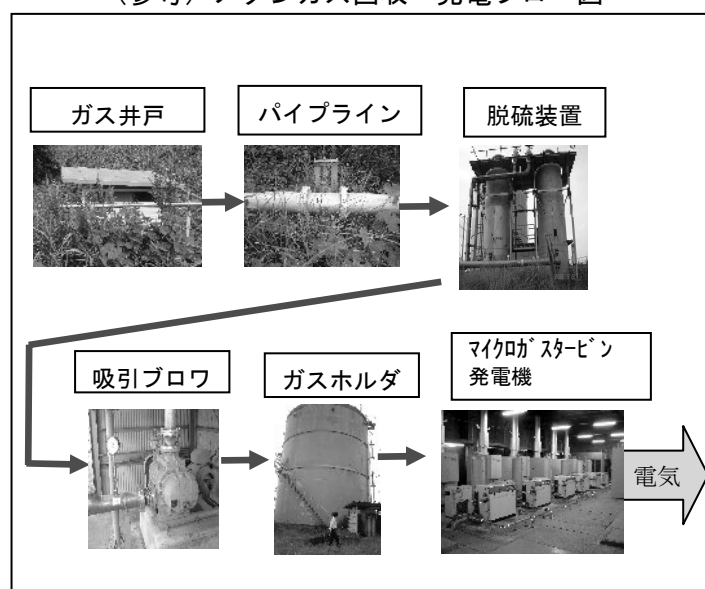 ガス井戸
パイプライン
脱硫装置
吸引ブロワ
ガスホルダ
ﾏｲｸﾛｶﾞｽﾀｰﾋﾞﾝ
発電機
電気